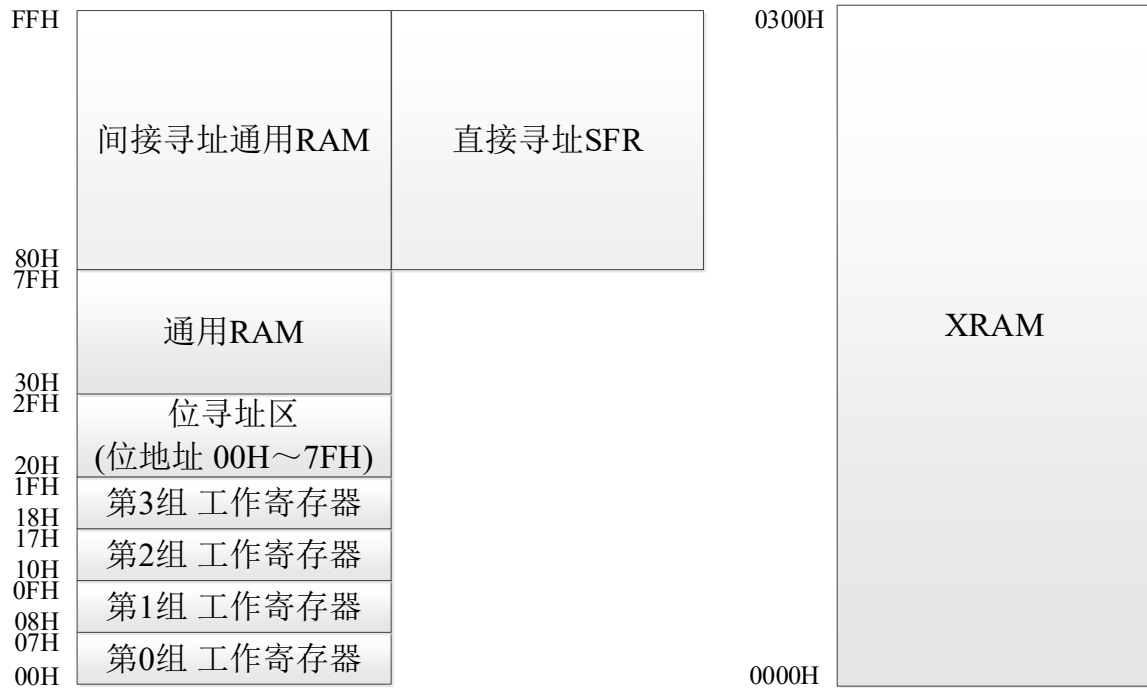 FFH
间接寻址通用RAM
直接寻址SFR
80H
7FH
通用RAM
30H
2FH
位寻址区
(位地址 00H～7FH)
20H
1FH
第3组 工作寄存器
18H
17H
第2组 工作寄存器
10H
0FH
第1组 工作寄存器
08H
07H
第0组 工作寄存器
00H
0300H
XRAM
0000H